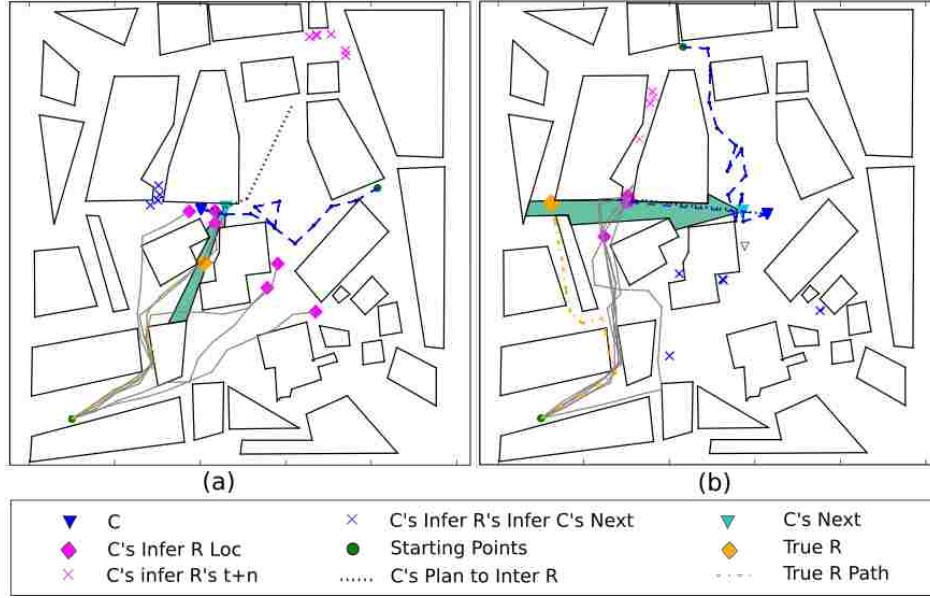 (a) (b)
C C's Infer R's Infer C's Next C's Next
C's Infer R Loc Starting Points True R
C's infer R's t+n C's Plan to Inter R True R Path